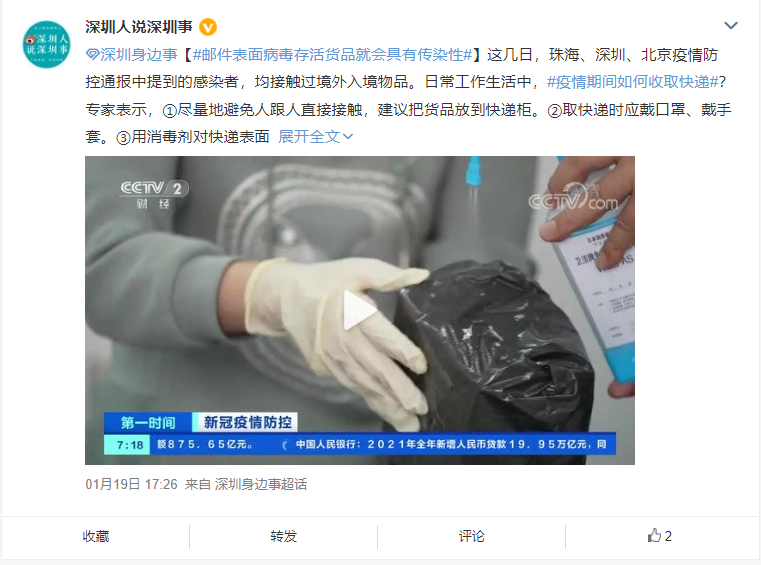 深圳人说深圳事
深圳人
说深圳事
深圳身边事【#邮件表面病毒存活货品就会具有传染性#】这几日，珠海、深圳、北京疫情防
控通报中提到的感染者，均接触过境外入境物品。日常工作生活中，#疫情期间如何收取快递#？
专家表示，①尽量地避免人跟人直接接触，建议把货品放到快递柜。②取快递时应戴口罩、戴手
套。③用消毒剂对快递表面 展开全文
CCTV 2
财经
CCTV.com
第一时间 新冠疫情防控
7:18 额875.65亿元。 中国人民银行：2021年全年新增人民币贷款19.95万亿元，同
01月19日 17:26 来自 深圳身边事超话
收藏 转发 评论 2